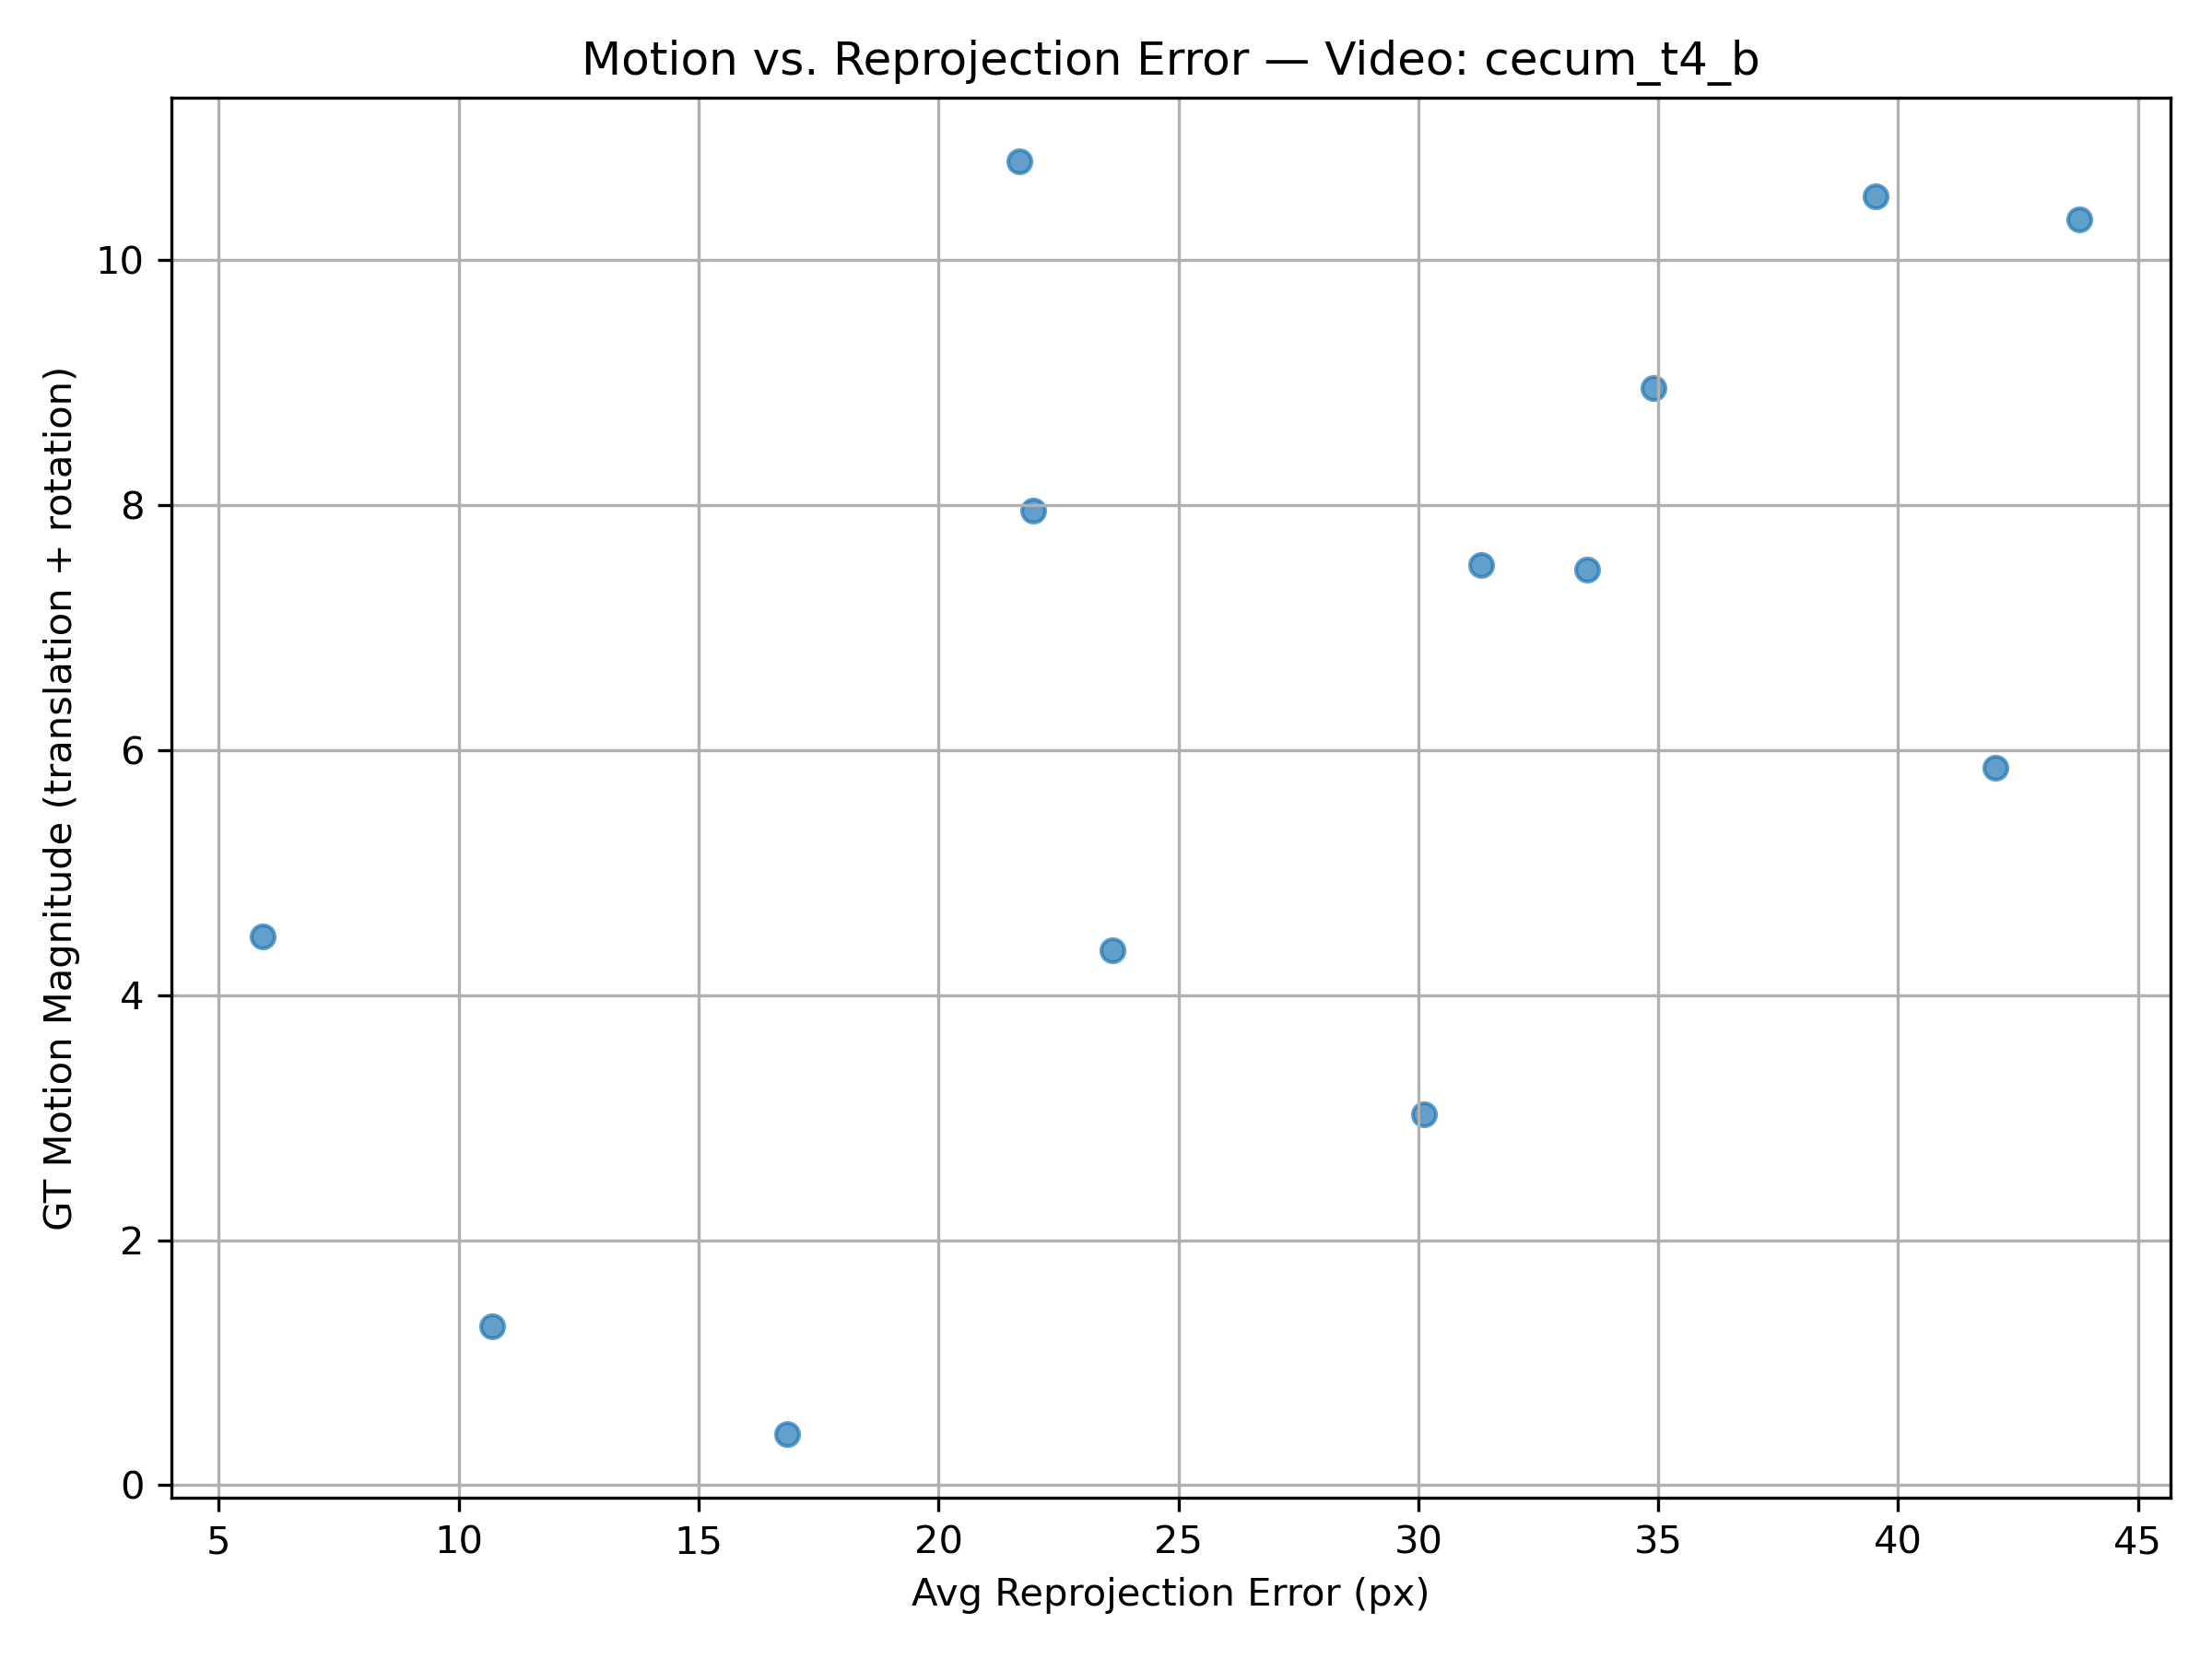 Motion vs. Reprojection Error — Video: cecum_t4_b
GT Motion Magnitude (translation + rotation)
10
8
6
4
2
0
5 10 15 20 25 30 35 40 45
Avg Reprojection Error (px)